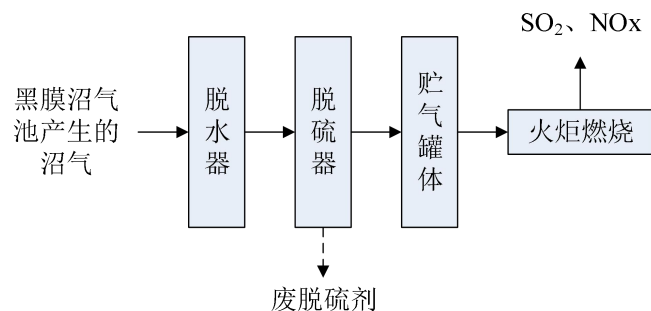 SO₂、NOx
黑膜沼气
池产生的
沼气
脱水器
脱硫器
贮气罐体
火炬燃烧
废脱硫剂